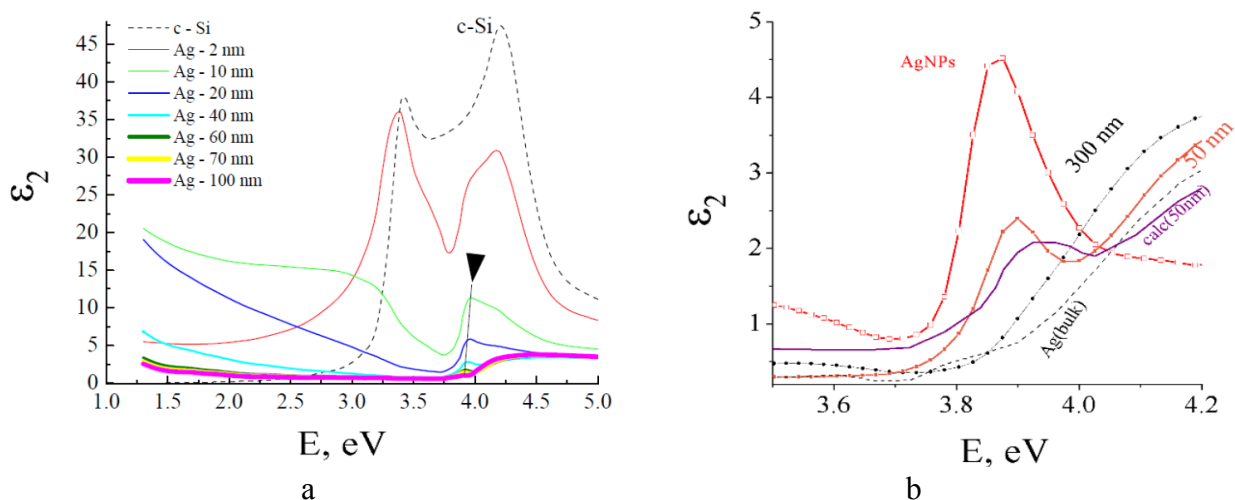 c - Si
Ag - 2 nm
Ag - 10 nm
Ag - 20 nm
Ag - 40 nm
Ag - 60 nm
Ag - 70 nm
Ag - 100 nm
c-Si
45
40
35
30
25
20
15
10
5
0
ε2
1.0 1.5 2.0 2.5 3.0 3.5 4.0 4.5 5.0
E, eV
a
AgNPs
300 nm
50 nm
calc(50nm)
Ag(bulk)
5
4
3
2
1
ε2
3.6 3.8 4.0 4.2
E, eV
b